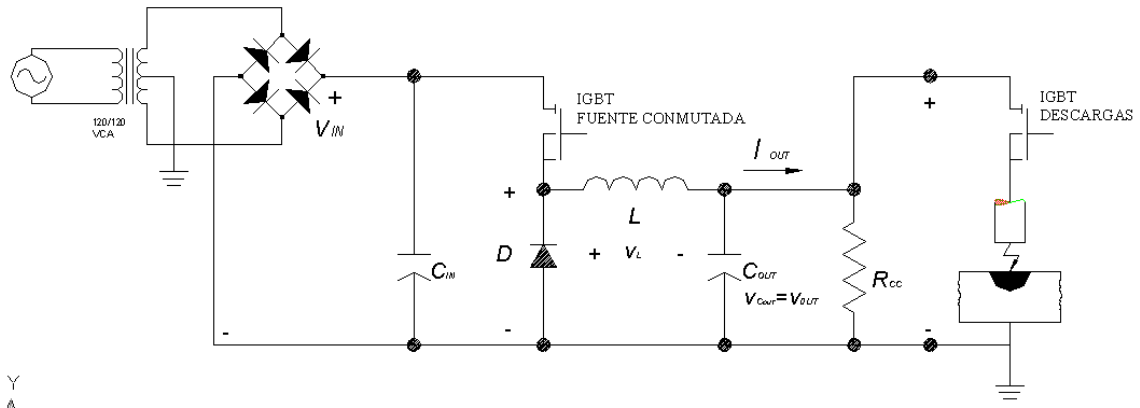 120/120
VCA
+
V IN
-
C IN
IGBT
FUENTE CONMUTADA
+
D
-
L
+ V L -
I OUT
C OUT
V Cout = V OUT
R cc
+
-
IGBT
DESCARGAS
Y